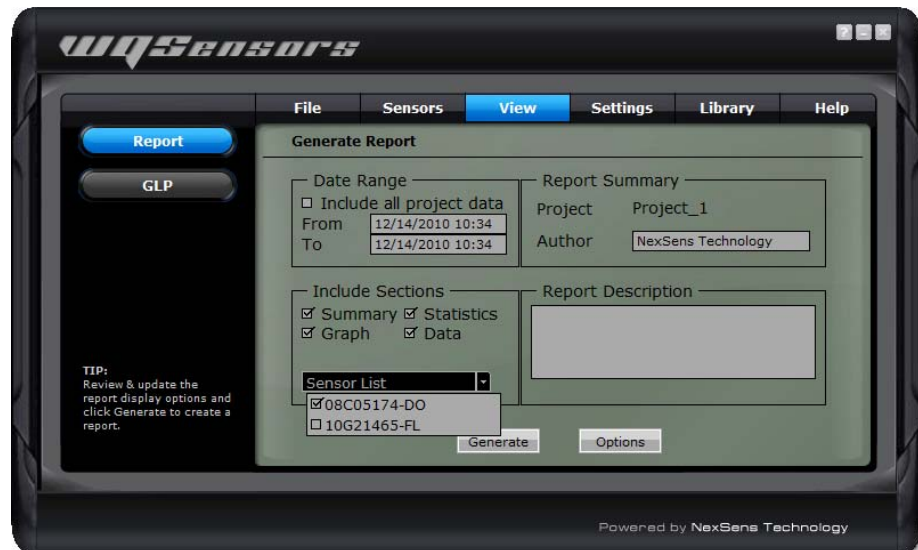 WQSensors
? - X
File Sensors View Settings Library Help
Report
GLP
TIP:
Review & update the
report display options and
click Generate to create a
report.
Generate Report
Date Range
Include all project data
From 12/14/2010 10:34
To 12/14/2010 10:34
Report Summary
Project Project_1
Author NexSens Technology
Include Sections
Summary Statistics
Graph Data
Sensor List
08C05174-DO
10G21465-FL
Report Description
Generate Options
Powered by NexSens Technology